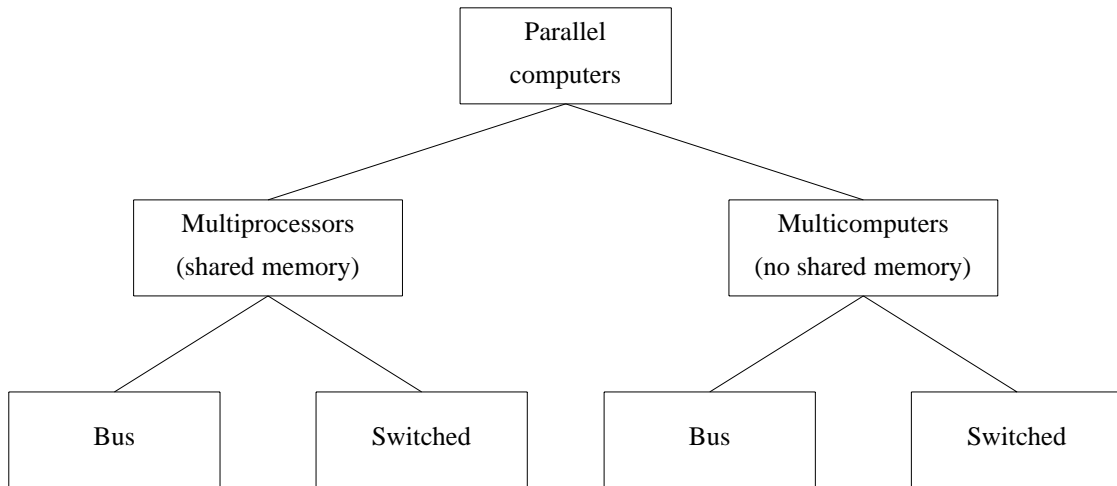 Parallel
computers
Multiprocessors
(shared memory)
Multicomputers
(no shared memory)
Bus
Switched
Bus
Switched